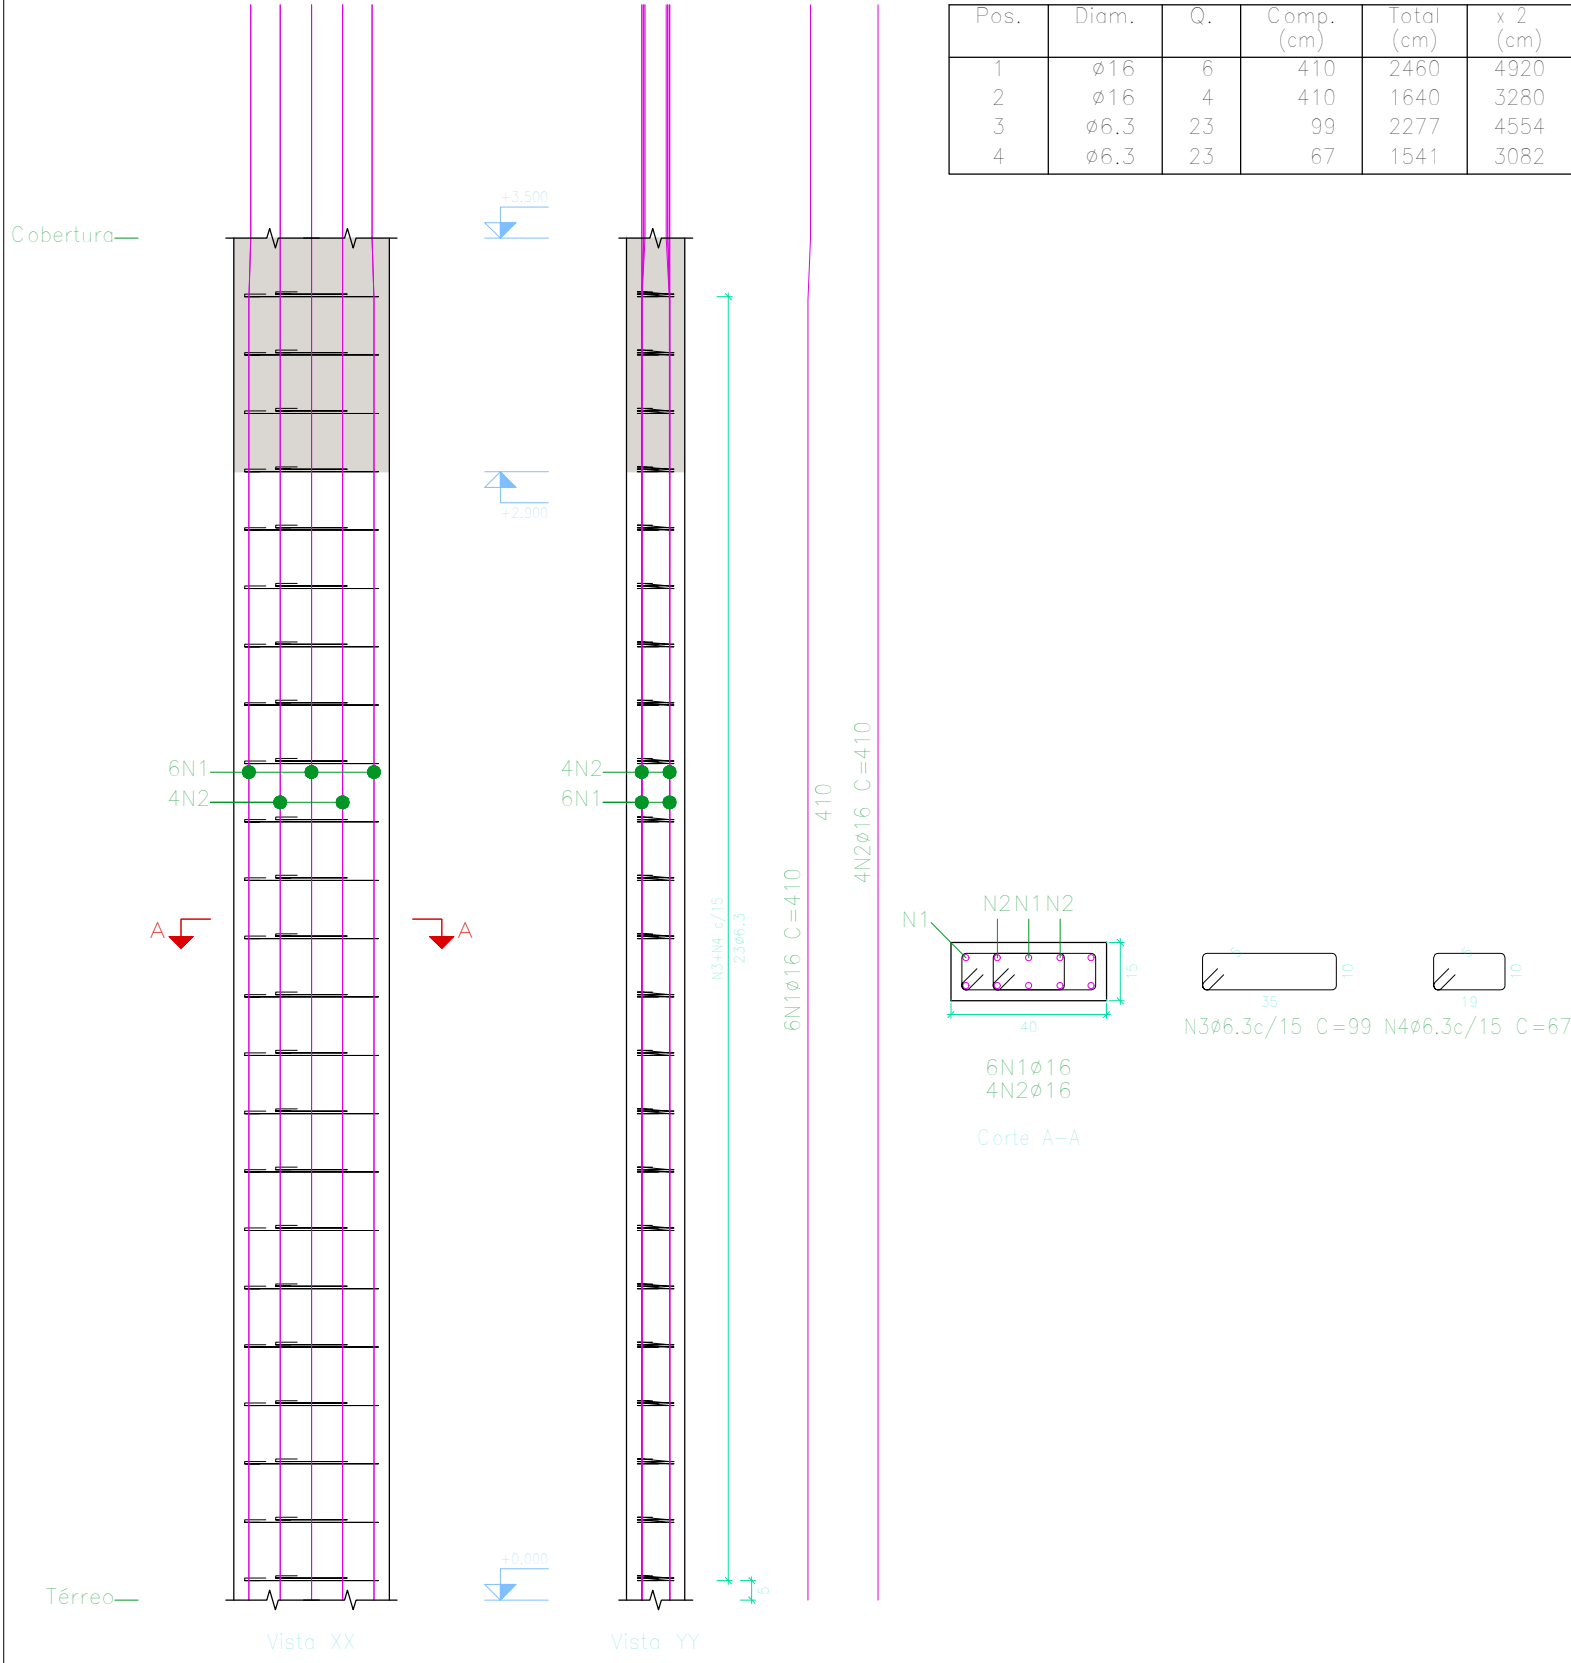 Pos. Diam. Q. Comp. (cm) Total (cm) x 2 (cm)
1 ø16 6 410 2460 4920
2 ø16 4 410 1640 3280
3 ø6.3 23 99 2277 4554
4 ø6.3 23 67 1541 3082
+3.500
Cobertura
+2.900
6N1
4N2
4N2
6N1
A
A
N3+N4 c/15
23ø6.3
6N1ø16 C=410
410
4N2ø16 C=410
N1
N2 N1 N2
15
40
6N1ø16
4N2ø16
Corte A-A
5
10
35
N3ø6.3c/15 C=99
5
10
19
N4ø6.3c/15 C=67
+0.000
5
Térreo
Vista XX
Vista YY